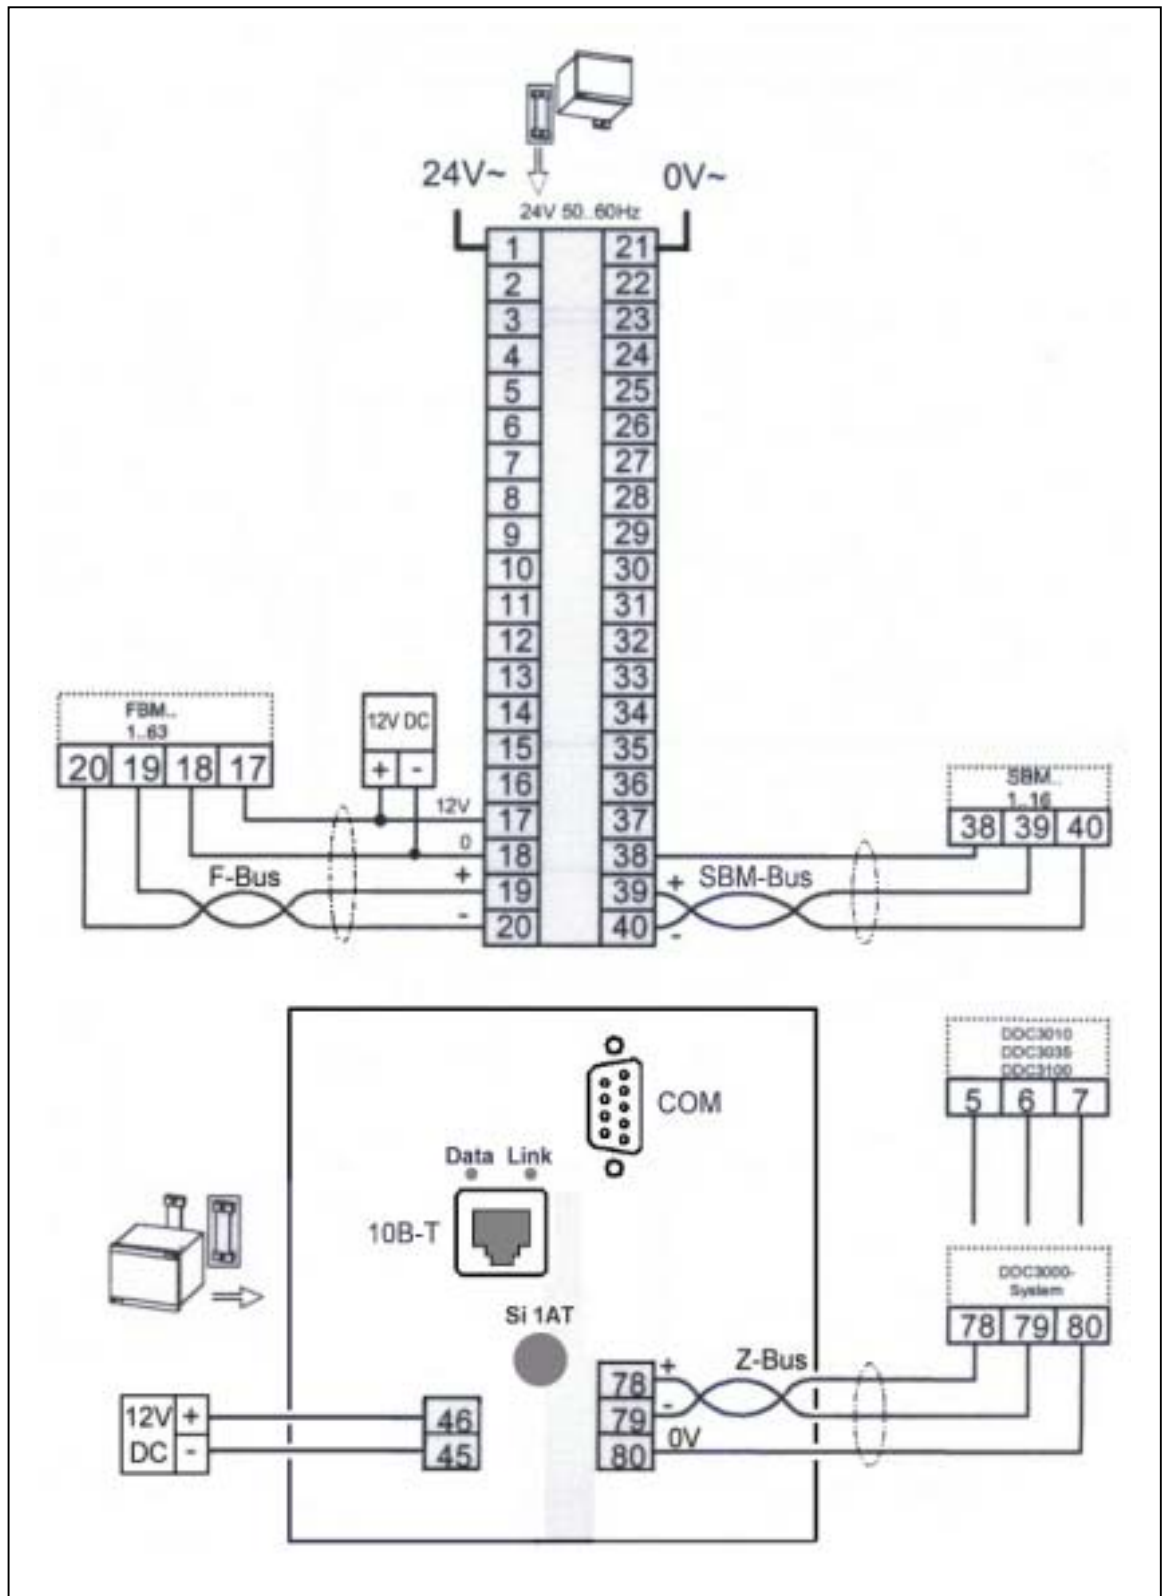 24V~ 0V~
24V 50..60Hz
1 21
2 22
3 23
4 24
5 25
6 26
7 27
8 28
9 29
10 30
11 31
12 32
13 33
14 34
15 35
16 36
17 37
18 38
19 39
20 40
FBM..
1..63
20 19 18 17
12V DC
+ -
12V
0
+
-
F-Bus
SBM..
1..16
38 39 40
+ SBM-Bus
-
COM
Data Link
10B-T
Si 1AT
DDC3010
DDC3035
DDC3100
5 6 7
DDC3000-
System
78 79 80
Z-Bus
78 +
79 -
80 0V
12V +
DC -
46
45